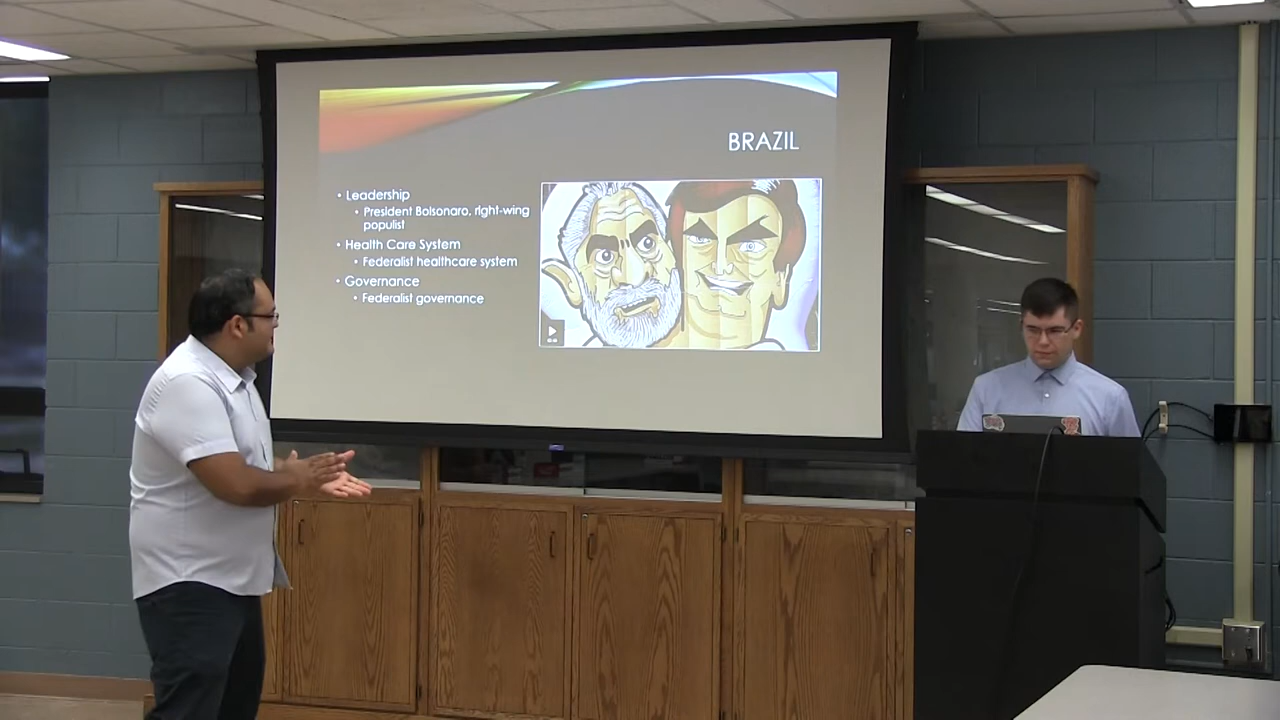 BRAZIL
• Leadership
• President Bolsonaro, right-wing
populist
• Health Care System
• Federalist healthcare system
• Governance
• Federalist governance